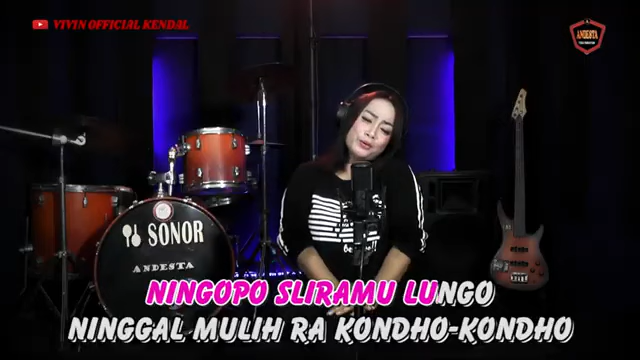 VIVIN OFFICIAL KENDAL
ANDESTA
SONOR
ANDESTA
NINGOPO SLIRAMU LUNGO
NINGGAL MULIH RA KONDHO-KONDHO